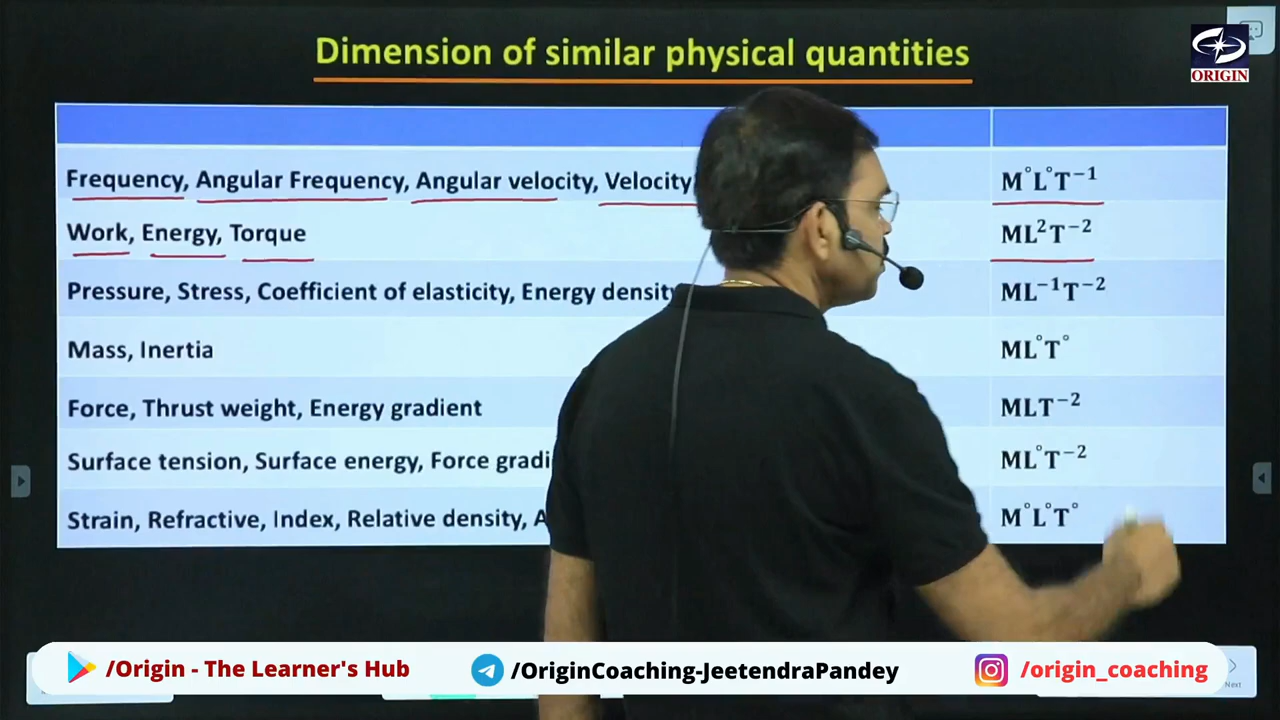 Dimension of similar physical quantities
ORIGIN
Frequency, Angular Frequency, Angular velocity, Velocity M°L°T⁻¹
Work, Energy, Torque ML²T⁻²
Pressure, Stress, Coefficient of elasticity, Energy density ML⁻¹T⁻²
Mass, Inertia ML°T°
Force, Thrust weight, Energy gradient MLT⁻²
Surface tension, Surface energy, Force gradi ML°T⁻²
Strain, Refractive, Index, Relative density, A M°L°T°
/Origin - The Learner's Hub /OriginCoaching-JeetendraPandey /origin_coaching
Next